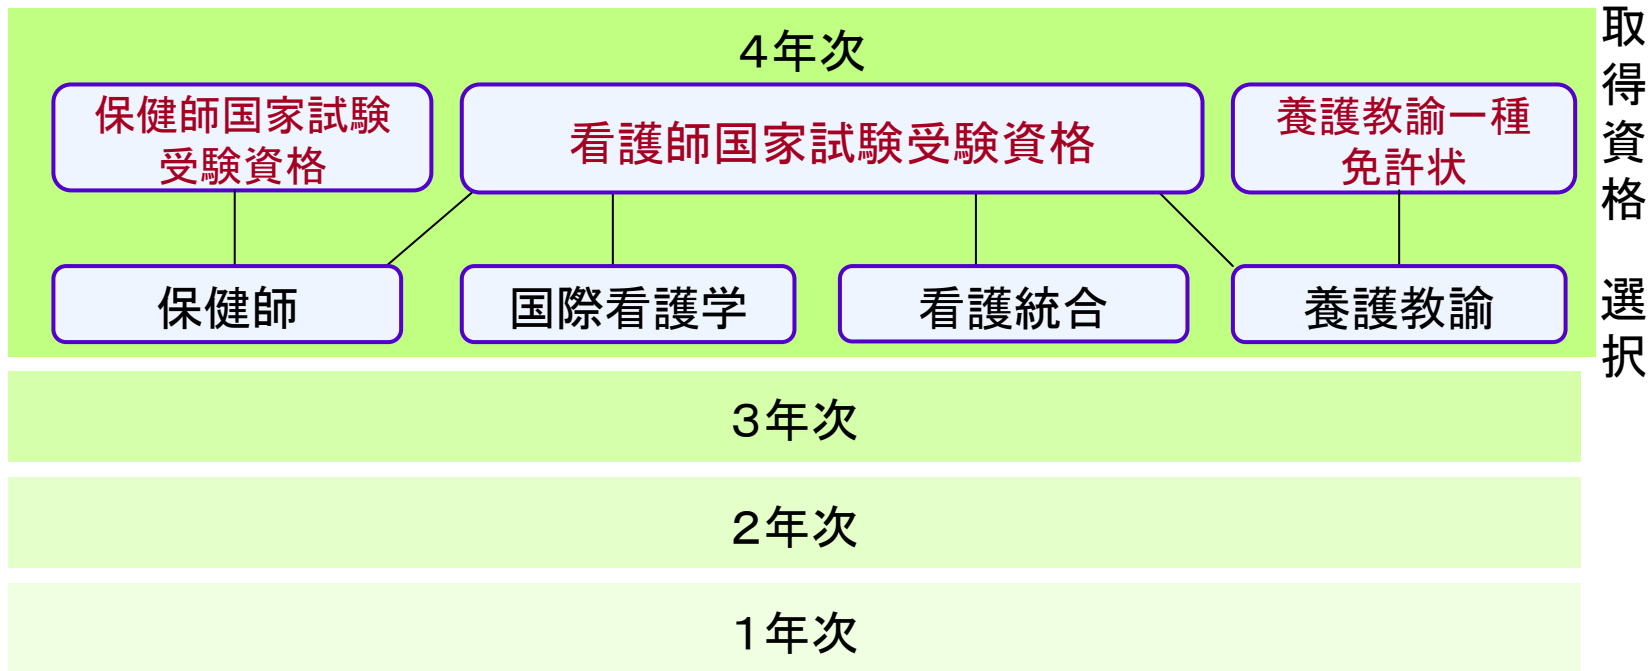 4年次
保健師国家試験
受験資格
看護師国家試験受験資格
養護教諭一種
免許状
保健師
国際看護学
看護統合
養護教諭
取得資格
選択
3年次
2年次
1年次